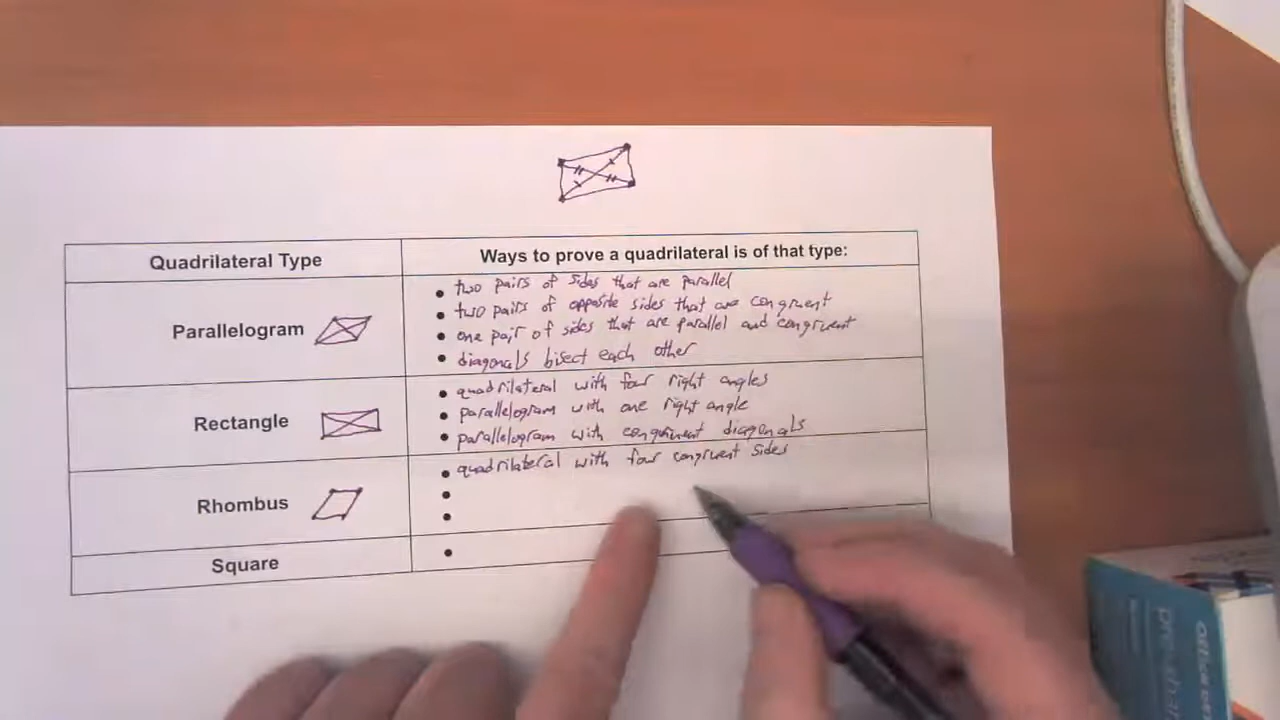 Quadrilateral Type
Ways to prove a quadrilateral is of that type:
Parallelogram
• two pairs of sides that are parallel
• two pairs of opposite sides that are congruent
• one pair of sides that are parallel and congruent
• diagonals bisect each other
Rectangle
• quadrilateral with four right angles
• parallelogram with one right angle
• parallelogram with congruent diagonals
Rhombus
• quadrilateral with four congruent sides
•
•
Square
•